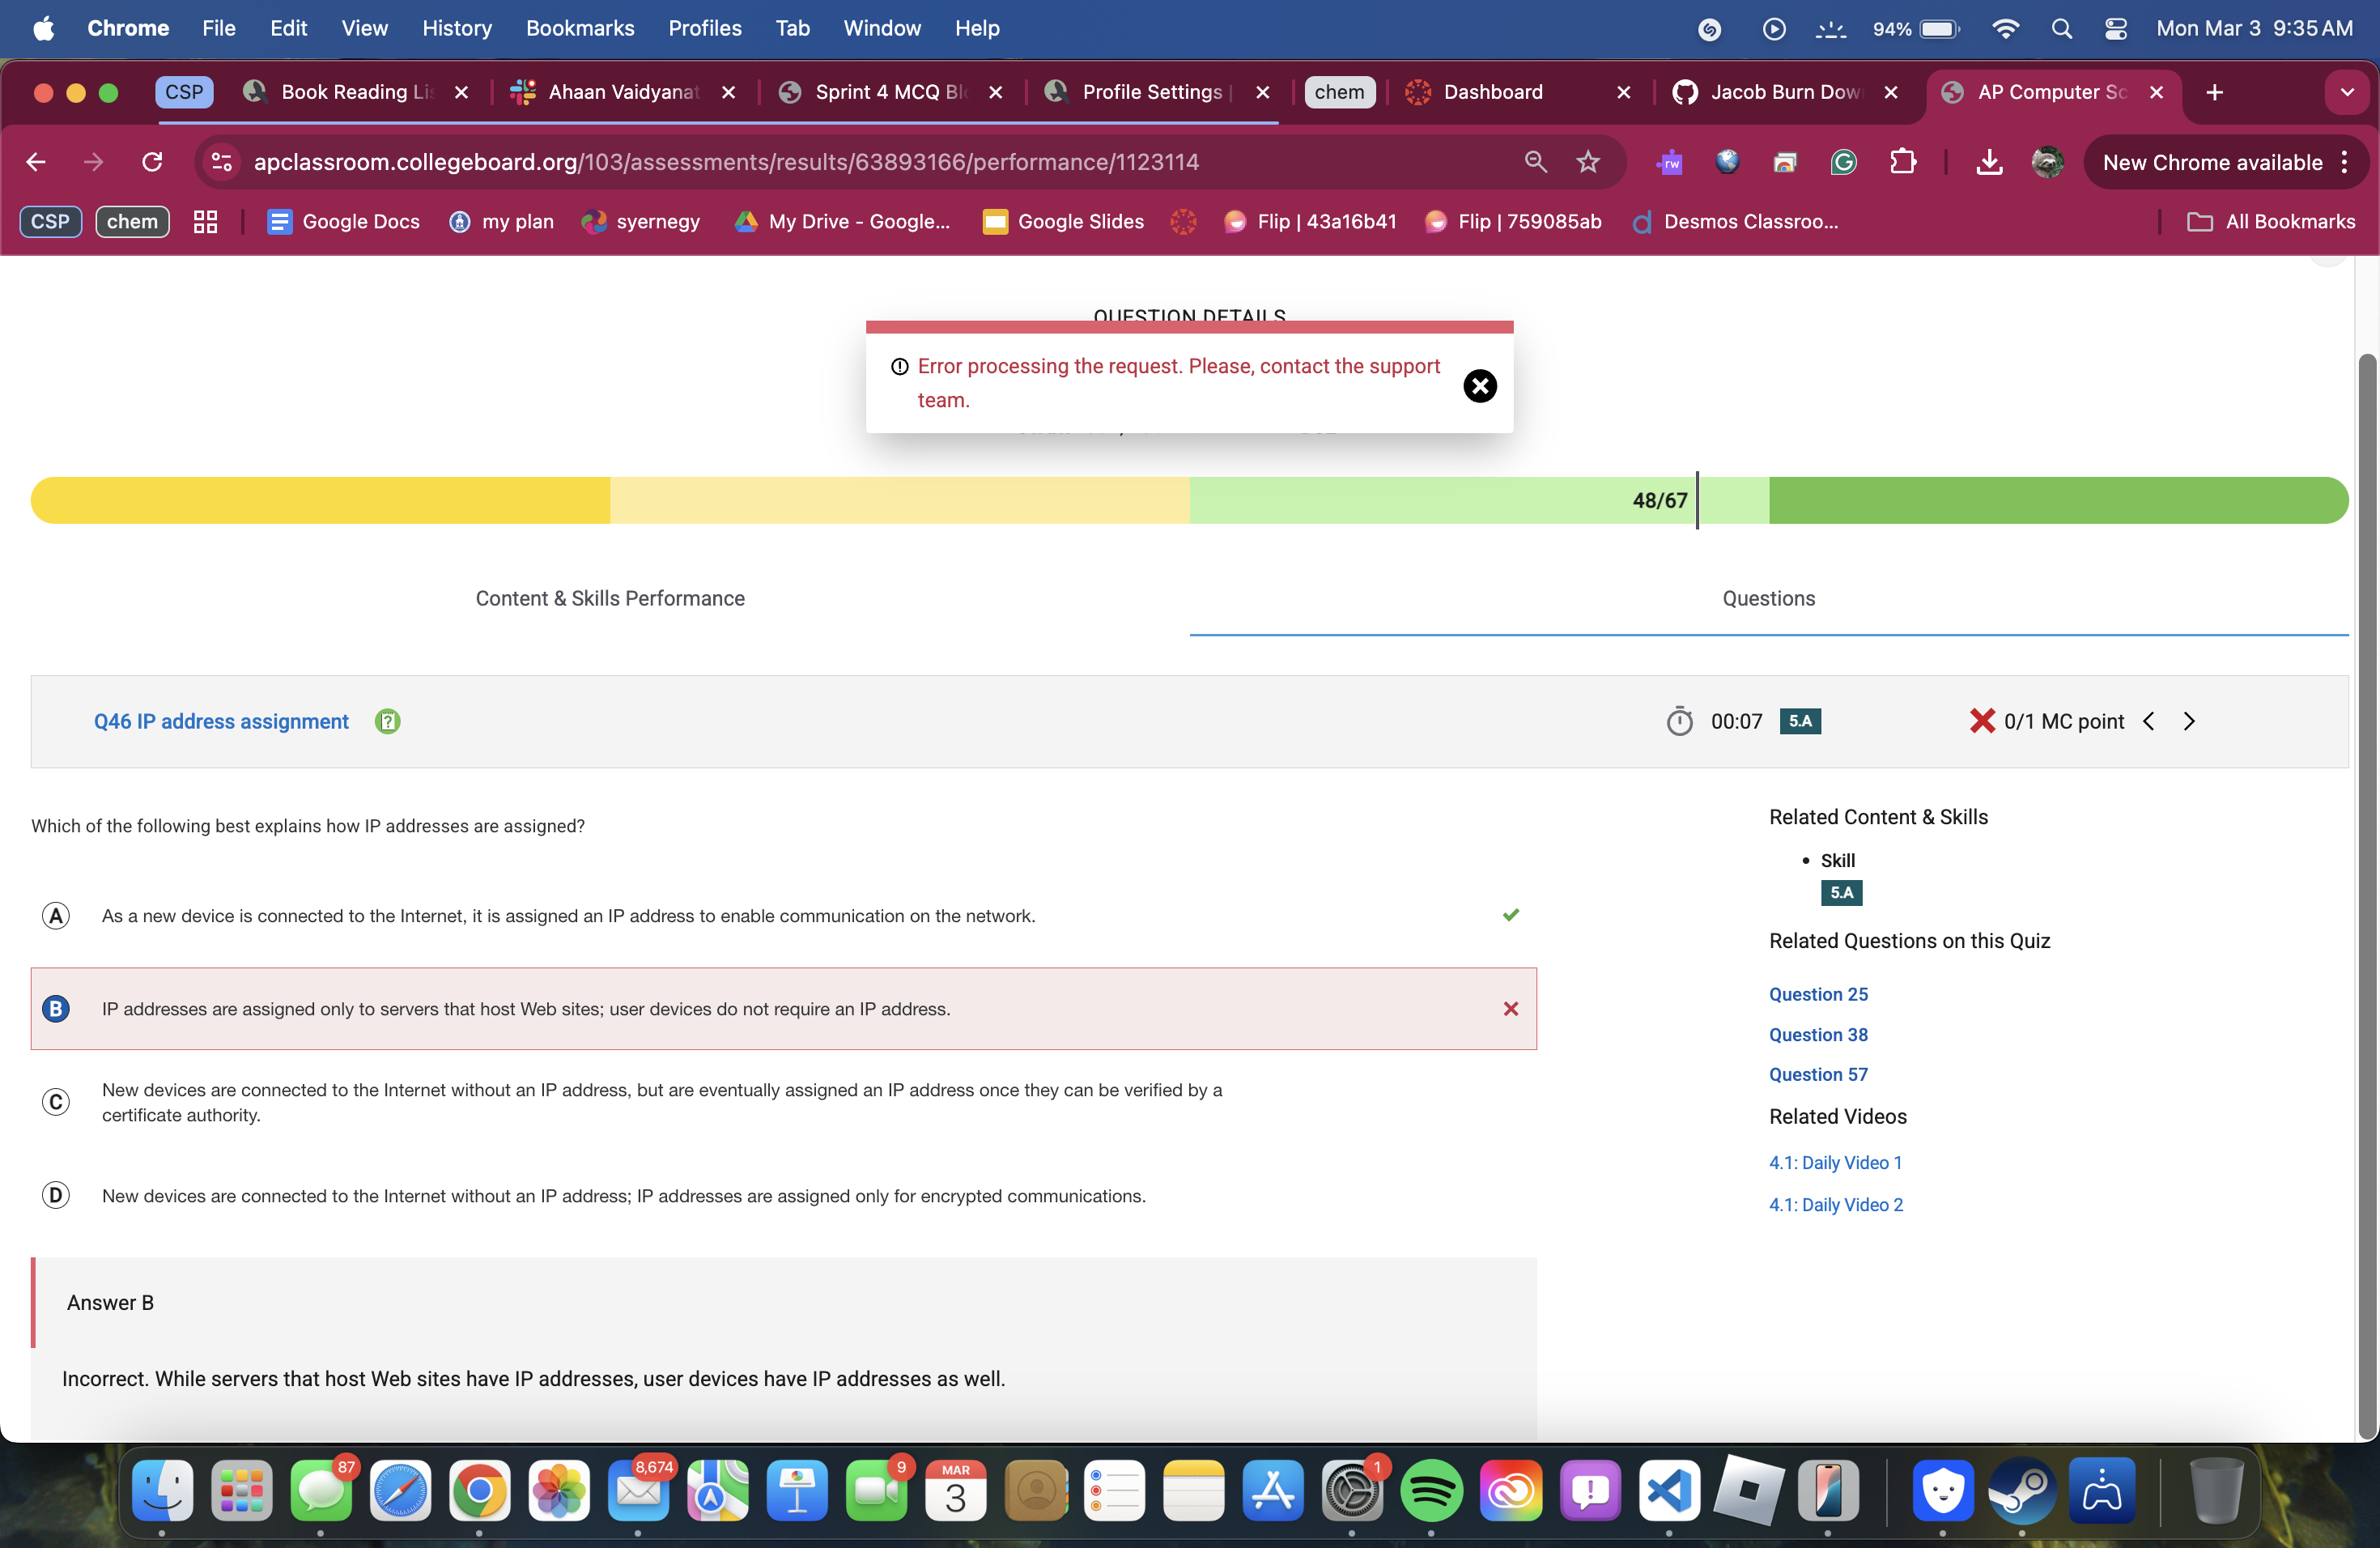 Chrome File Edit View History Bookmarks Profiles Tab Window Help 94% Mon Mar 3 9:35 AM
CSP Book Reading Lis Ahaan Vaidyanat Sprint 4 MCQ Blo Profile Settings | chem Dashboard Jacob Burn Dow AP Computer Sc
apclassroom.collegeboard.org/103/assessments/results/63893166/performance/1123114 rw New Chrome available
CSP chem Google Docs my plan syernegy My Drive - Google... Google Slides Flip | 43a16b41 Flip | 759085ab Desmos Classroo... All Bookmarks
QUESTION DETAILS
Error processing the request. Please, contact the support
team.
48/67
Content & Skills Performance Questions
Q46 IP address assignment 00:07 5.A 0/1 MC point
Which of the following best explains how IP addresses are assigned?
A As a new device is connected to the Internet, it is assigned an IP address to enable communication on the network.
B IP addresses are assigned only to servers that host Web sites; user devices do not require an IP address.
C New devices are connected to the Internet without an IP address, but are eventually assigned an IP address once they can be verified by a
certificate authority.
D New devices are connected to the Internet without an IP address; IP addresses are assigned only for encrypted communications.
Answer B
Incorrect. While servers that host Web sites have IP addresses, user devices have IP addresses as well.
Related Content & Skills
Skill
5.A
Related Questions on this Quiz
Question 25
Question 38
Question 57
Related Videos
4.1: Daily Video 1
4.1: Daily Video 2
87 8,674 9 MAR 3 1